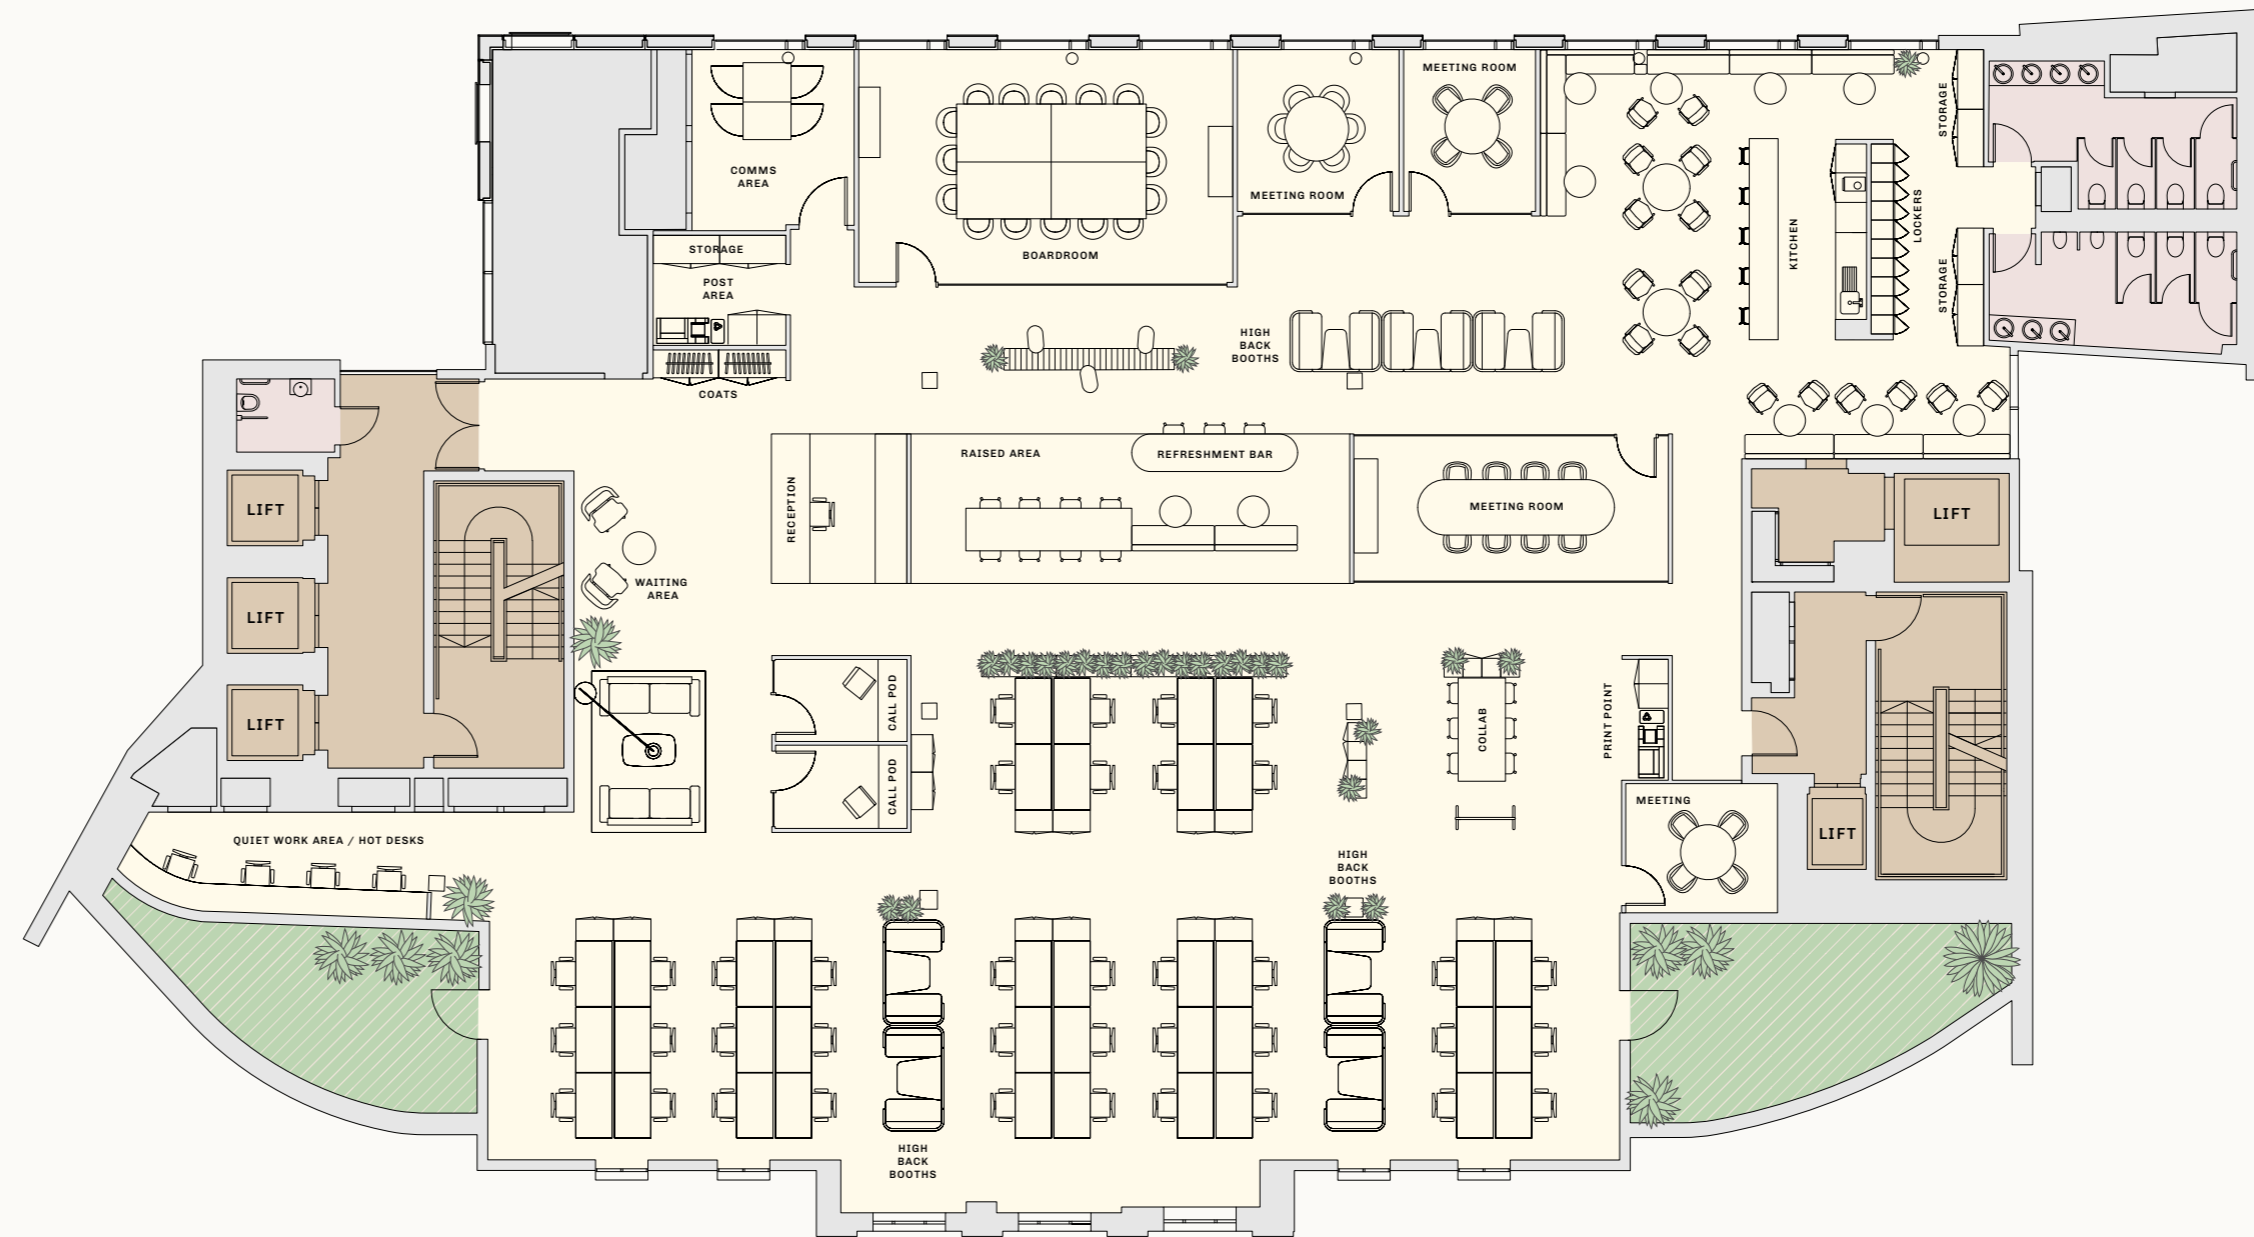 MEETING ROOM
STORAGE
COMMS
AREA
MEETING ROOM
LOCKERS
KITCHEN
STORAGE
BOARDROOM
STORAGE
POST
AREA
HIGH
BACK
BOOTHS
COATS
RAISED AREA
REFRESHMENT BAR
RECEPTION
MEETING ROOM
LIFT
LIFT
WAITING
AREA
LIFT
LIFT
CALL POD
COLLAB
PRINT POINT
CALL POD
MEETING
LIFT
QUIET WORK AREA / HOT DESKS
HIGH
BACK
BOOTHS
HIGH
BACK
BOOTHS